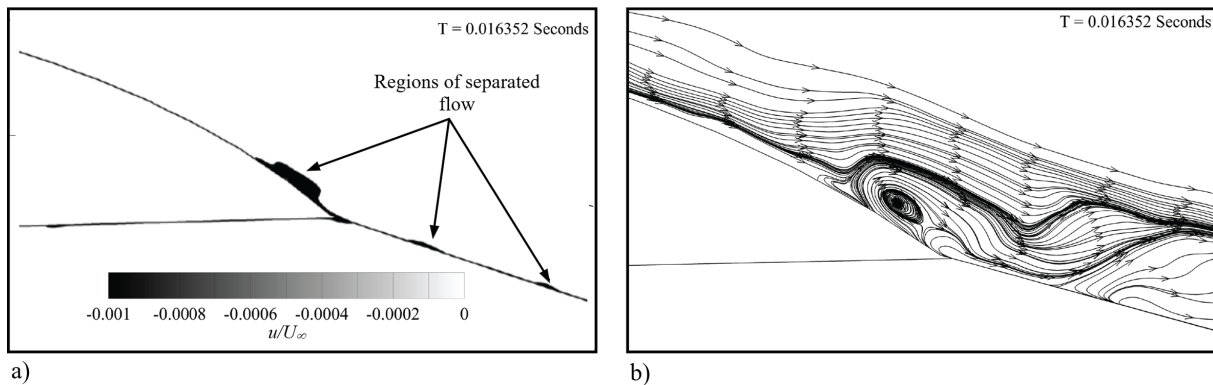 T = 0.016352 Seconds
Regions of separated
flow
-0.001 -0.0008 -0.0006 -0.0004 -0.0002 0
u/U∞
a)
T = 0.016352 Seconds
b)